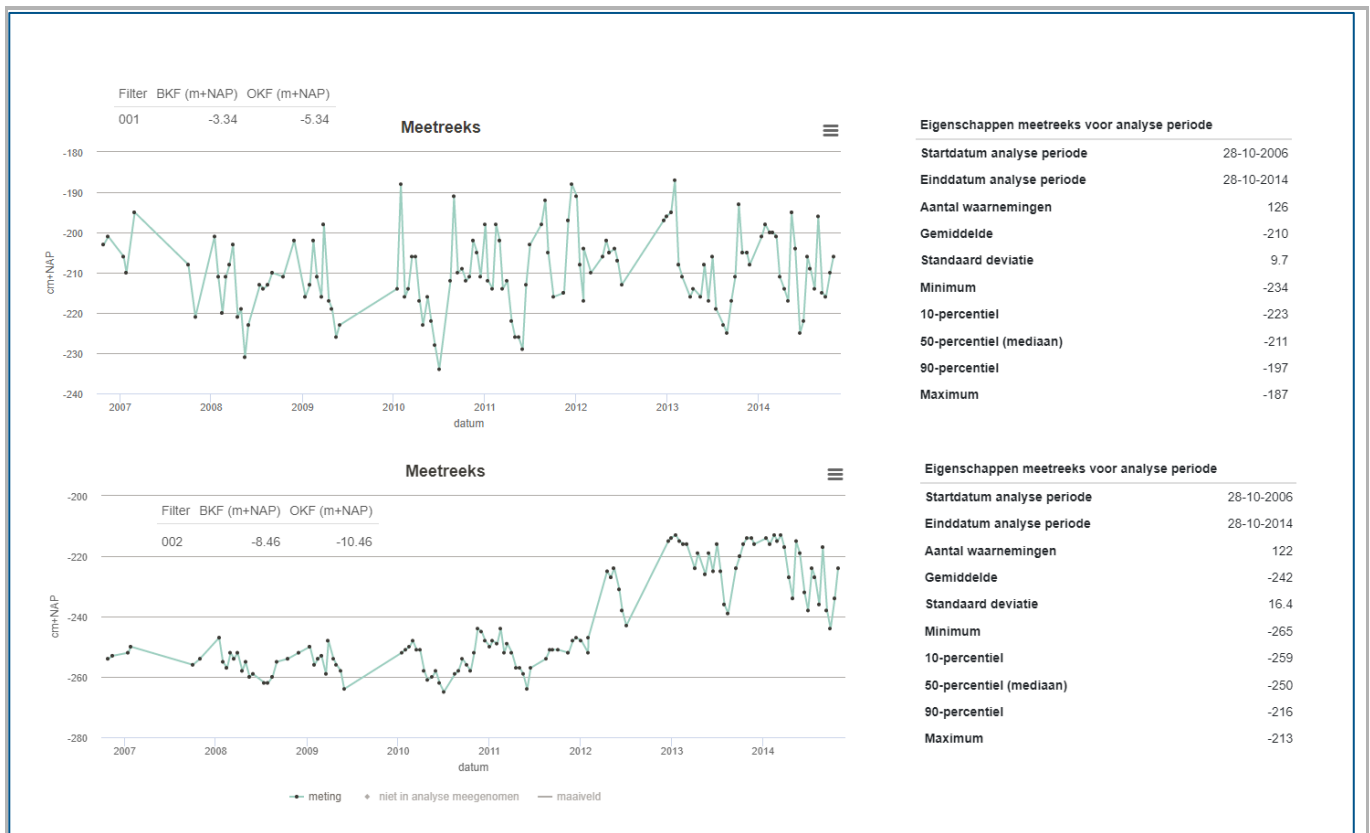 Filter BKF (m+NAP) OKF (m+NAP)
001 -3.34 -5.34
Meetreeks
-180
-190
-200
-210
-220
-230
-240
cm+NAP
2007 2008 2009 2010 2011 2012 2013 2014
datum
Eigenschappen meetreeks voor analyse periode
Startdatum analyse periode 28-10-2006
Einddatum analyse periode 28-10-2014
Aantal waarnemingen 126
Gemiddelde -210
Standaard deviatie 9.7
Minimum -234
10-percentiel -223
50-percentiel (mediaan) -211
90-percentiel -197
Maximum -187
Meetreeks
Filter BKF (m+NAP) OKF (m+NAP)
002 -8.46 -10.46
-200
-220
-240
-260
-280
cm+NAP
2007 2008 2009 2010 2011 2012 2013 2014
datum
meting niet in analyse meegenomen maaiveld
Eigenschappen meetreeks voor analyse periode
Startdatum analyse periode 28-10-2006
Einddatum analyse periode 28-10-2014
Aantal waarnemingen 122
Gemiddelde -242
Standaard deviatie 16.4
Minimum -265
10-percentiel -259
50-percentiel (mediaan) -250
90-percentiel -216
Maximum -213